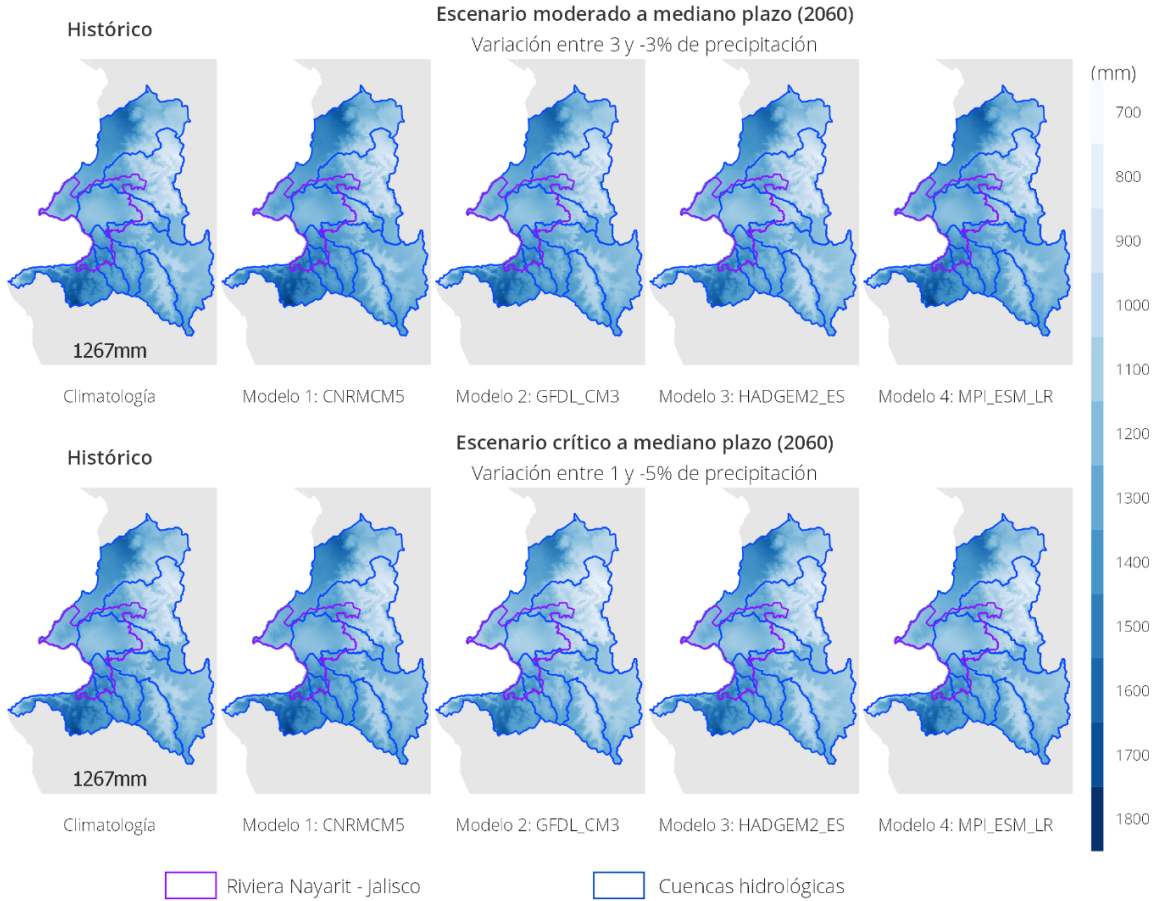 Histórico
Escenario moderado a mediano plazo (2060)
Variación entre 3 y -3% de precipitación
(mm)
700
800
900
1000
1100
1200
1300
1400
1500
1600
1700
1800
1267mm
Climatología
Modelo 1: CNRMCM5
Modelo 2: GFDL_CM3
Modelo 3: HADGEM2_ES
Modelo 4: MPI_ESM_LR
Histórico
Escenario crítico a mediano plazo (2060)
Variación entre 1 y -5% de precipitación
1267mm
Climatología
Modelo 1: CNRMCM5
Modelo 2: GFDL_CM3
Modelo 3: HADGEM2_ES
Modelo 4: MPI_ESM_LR
Riviera Nayarit - Jalisco
Cuencas hidrológicas